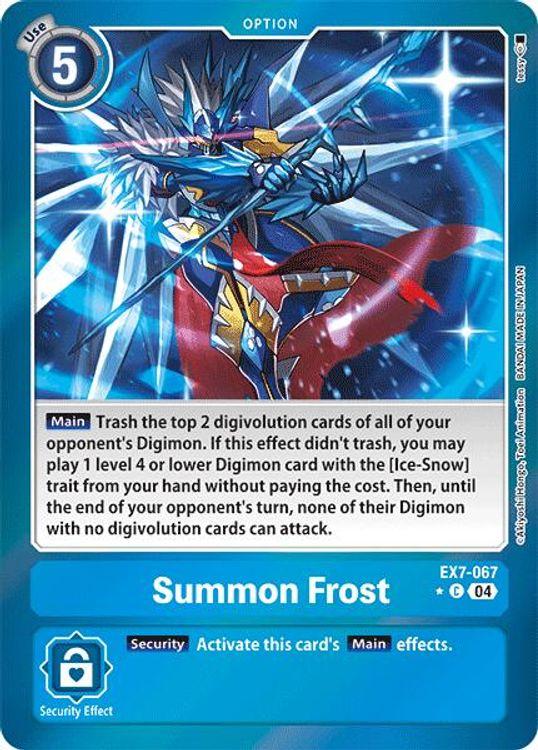 OPTION
Use
5
tessy
Main Trash the top 2 digivolution cards of all of your
opponent's Digimon. If this effect didn't trash, you may
play 1 level 4 or lower Digimon card with the [Ice-Snow]
trait from your hand without paying the cost. Then, until
the end of your opponent's turn, none of their Digimon
with no digivolution cards can attack.
©Akiyoshi Hongo, Toei Animation BANDAI MADE IN JAPAN
EX7-067
Summon Frost
* C 04
Security Activate this card's Main effects.
Security Effect